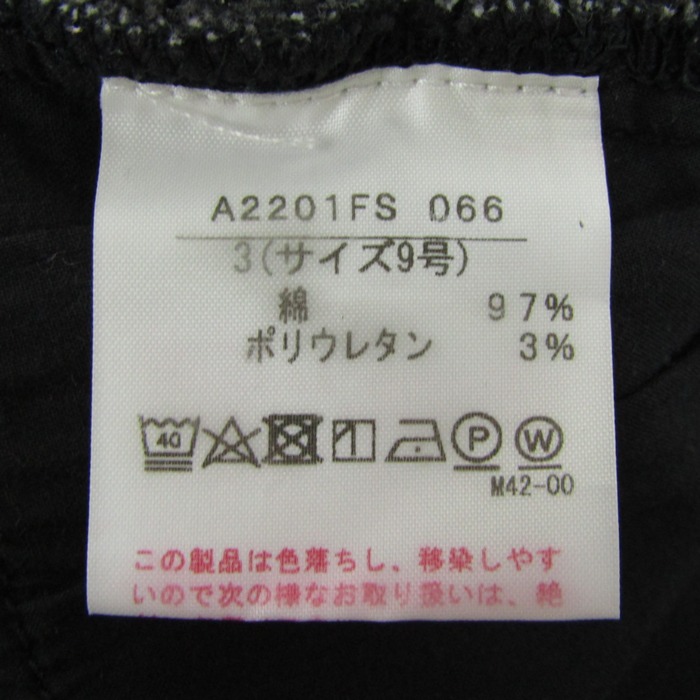 A2201FS 066
3(サイズ9号)
綿 97%
ポリウレタン 3%
40 P W
M42-00
この製品は色落ちし、移染しやす
いので次の様なお取り扱いは、絶